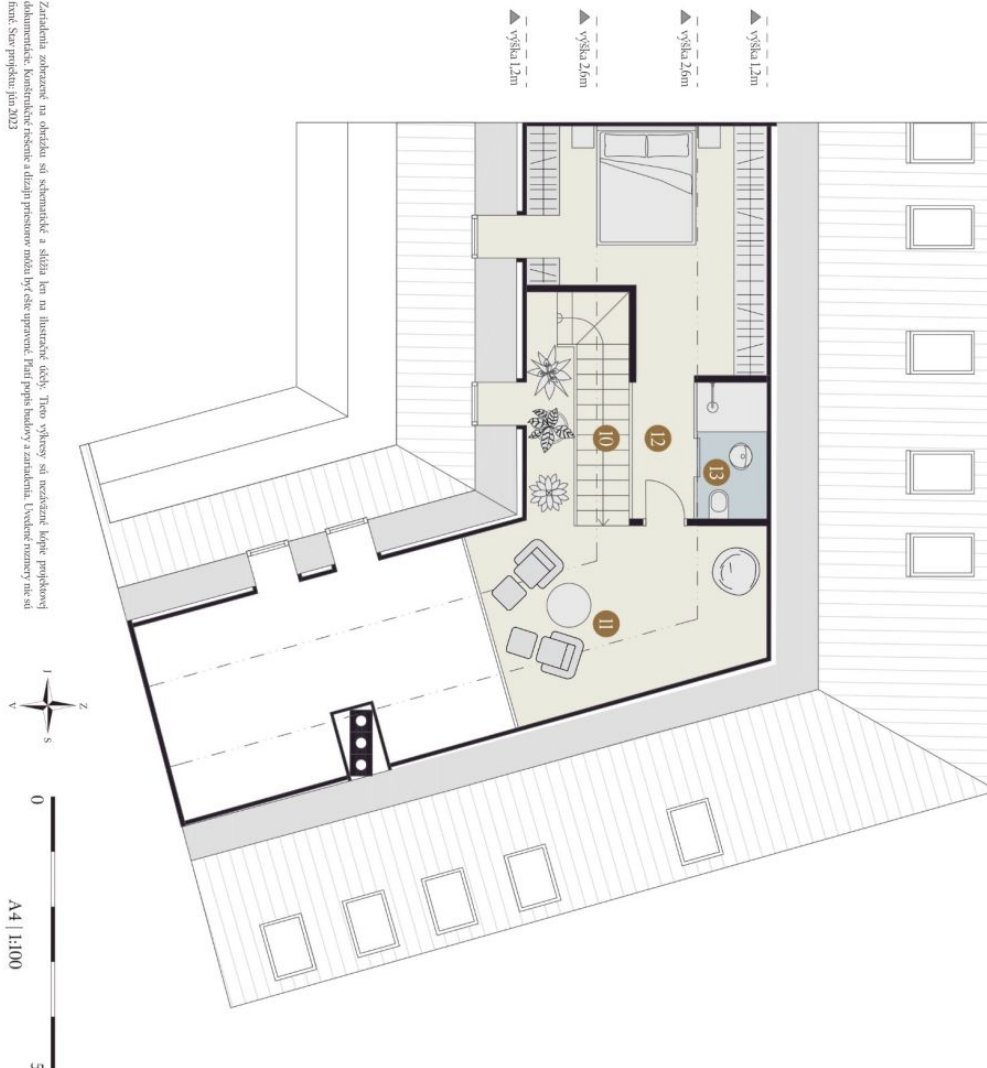 výška 1,2m
výška 2,6m
výška 2,6m
výška 1,2m
Zariadenia zobrazené na obrázku sú schematické a slúžia len na ilustračné účely. Tieto výkresy sú nezáväzné kópie projektovej
dokumentácie. Konštrukčné riešenie a dizajn priestorov môžu byť ešte upravené. Platí popis budovy a zariadenia. Uvedené rozmery nie sú
fixné. Stav projektu: jún 2023
10
12
13
11
J
Z
V
S
0
5
A4 | 1:100